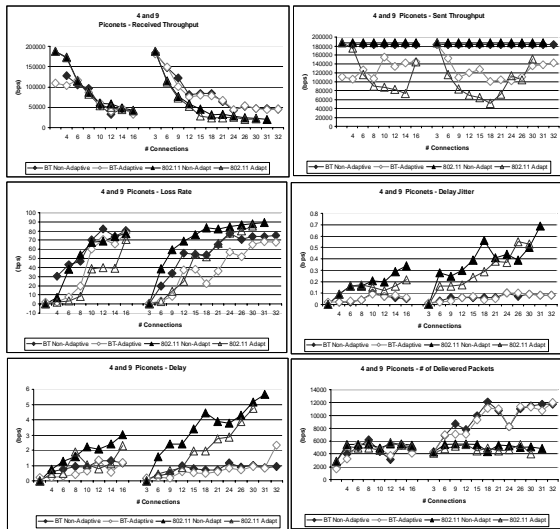 4 and 9
Piconets - Received Throughput
(bps)
200000
150000
100000
50000
0
4 6 8 10 12 14 16 3 6 9 12 15 18 21 24 26 30 31 32
# Connections
BT Non-Adaptive BT-Adaptive 802.11 Non-Adapt 802.11 Adapt
4 and 9 Piconets - Sent Throughput
(bps)
200000
180000
160000
140000
120000
100000
80000
60000
40000
20000
0
4 6 8 10 12 14 16 3 6 9 12 15 18 21 24 26 30 31 32
# Connections
BT Non-Adaptive BT-Adaptive 802.11 Non-Adapt 802.11 Adapt
4 and 9 Piconets - Loss Rate
(bps)
100
90
80
70
60
50
40
30
20
10
0
-10
4 6 8 10 12 14 16 3 6 9 12 15 18 21 24 26 30 31 32
# Connections
BT Non-Adaptive BT-Adaptive 802.11 Non-Adapt 802.11 Adapt
4 and 9 Piconets - Delay Jitter
(bps)
0.8
0.7
0.6
0.5
0.4
0.3
0.2
0.1
0
4 6 8 10 12 14 16 3 6 9 12 15 18 21 24 26 30 31 32
# Connections
BT Non-Adaptive BT-Adaptive 802.11 Non-Adapt 802.11 Adapt
4 and 9 Piconets - Delay
(bps)
6
5
4
3
2
1
0
4 6 8 10 12 14 16 3 6 9 12 15 18 21 24 26 30 31 32
# Connections
BT Non-Adaptive BT-Adaptive 802.11 Non-Adapt 802.11 Adapt
4 and 9 Piconets - # of Delievered Packets
(bps)
14000
12000
10000
8000
6000
4000
2000
0
4 6 8 10 12 14 16 3 6 9 12 15 18 21 24 26 30 31 32
# Connections
BT Non-Adaptive BT-Adaptive 802.11 Non-Adapt 802.11 Adapt